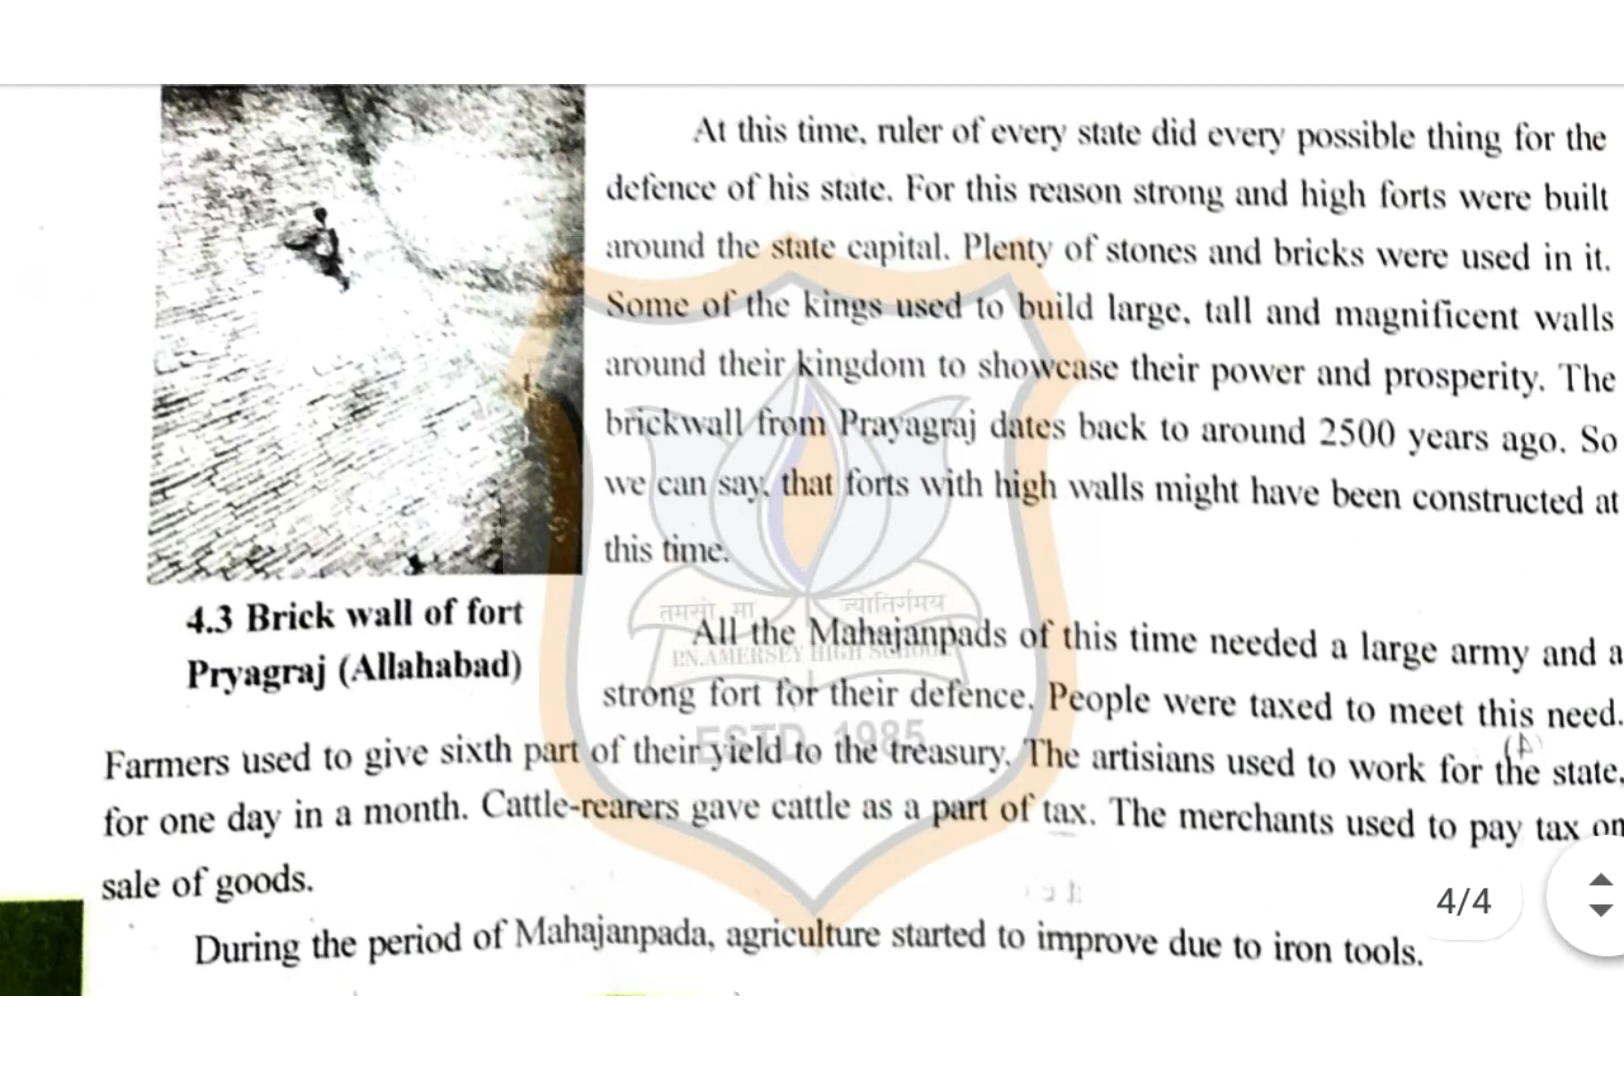 At this time, ruler of every state did every possible thing for the
defence of his state. For this reason strong and high forts were built
around the state capital. Plenty of stones and bricks were used in it.
Some of the kings used to build large, tall and magnificent walls
around their kingdom to showcase their power and prosperity. The
brickwall from Prayagraj dates back to around 2500 years ago. So
we can say, that forts with high walls might have been constructed at
this time.
4.3 Brick wall of fort
Pryagraj (Allahabad)
तमसो मा ज्योतिर्गमय
P.N.AMERSEY HIGH SCHOOL
ESTD. 1985
All the Mahajanpads of this time needed a large army and a
strong fort for their defence. People were taxed to meet this need.
Farmers used to give sixth part of their yield to the treasury. The artisians used to work for the state.
for one day in a month. Cattle-rearers gave cattle as a part of tax. The merchants used to pay tax on
sale of goods.
4/4
During the period of Mahajanpada, agriculture started to improve due to iron tools.